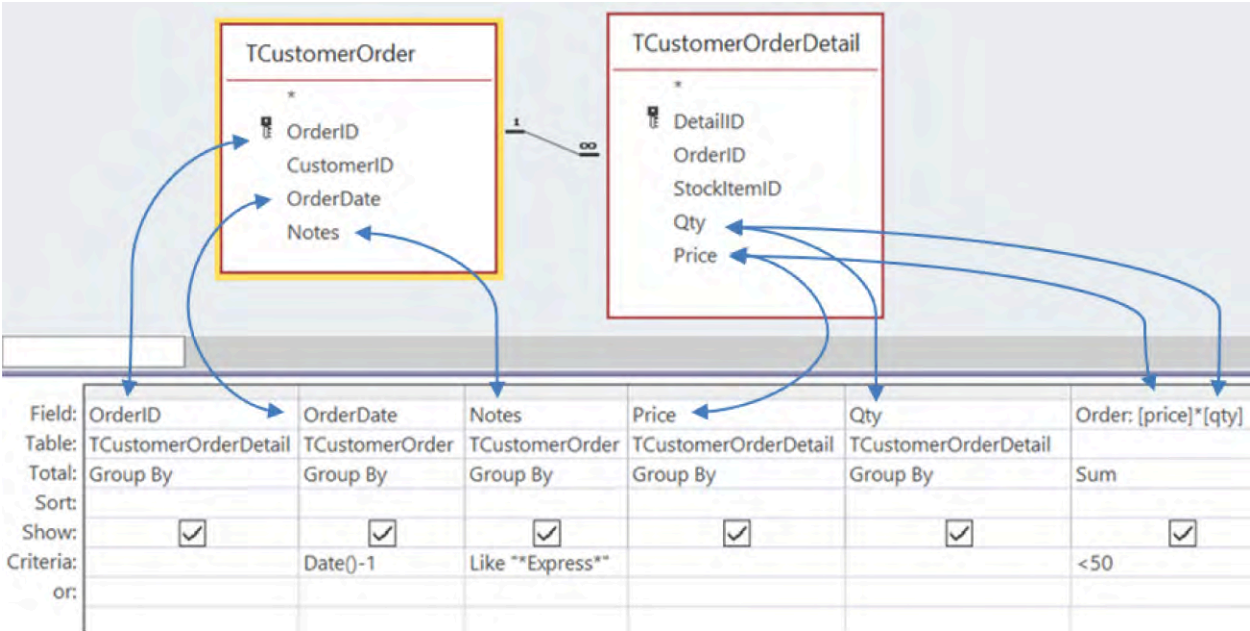 TCustomerOrder
*
OrderID
CustomerID
OrderDate
Notes
TCustomerOrderDetail
*
DetailID
OrderID
StockItemID
Qty
Price
1
∞
Field: OrderID OrderDate Notes Price Qty Order: [price]*[qty]
Table: TCustomerOrderDetail TCustomerOrder TCustomerOrder TCustomerOrderDetail TCustomerOrderDetail
Total: Group By Group By Group By Group By Group By Sum
Sort:
Show:
Criteria: Date()-1 Like "*Express*" <50
or: